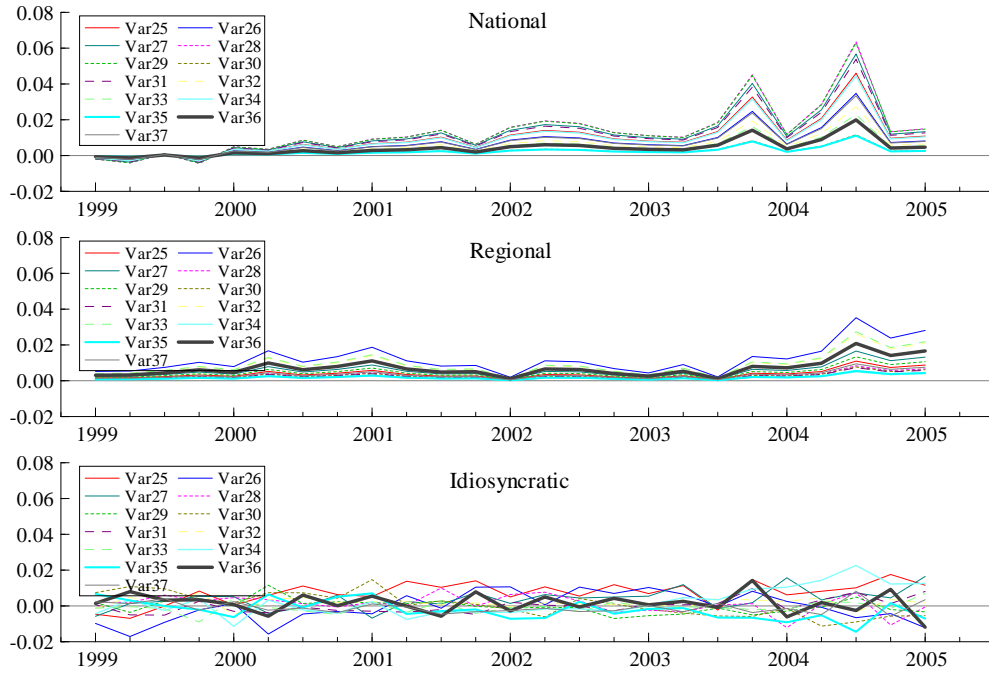 National
0.08
0.06
0.04
0.02
0.00
-0.02
Var25 Var26
Var27 Var28
Var29 Var30
Var31 Var32
Var33 Var34
Var35 Var36
Var37
1999 2000 2001 2002 2003 2004 2005
Regional
0.08
0.06
0.04
0.02
0.00
-0.02
Var25 Var26
Var27 Var28
Var29 Var30
Var31 Var32
Var33 Var34
Var35 Var36
Var37
1999 2000 2001 2002 2003 2004 2005
Idiosyncratic
0.08
0.06
0.04
0.02
0.00
-0.02
Var25 Var26
Var27 Var28
Var29 Var30
Var31 Var32
Var33 Var34
Var35 Var36
Var37
1999 2000 2001 2002 2003 2004 2005